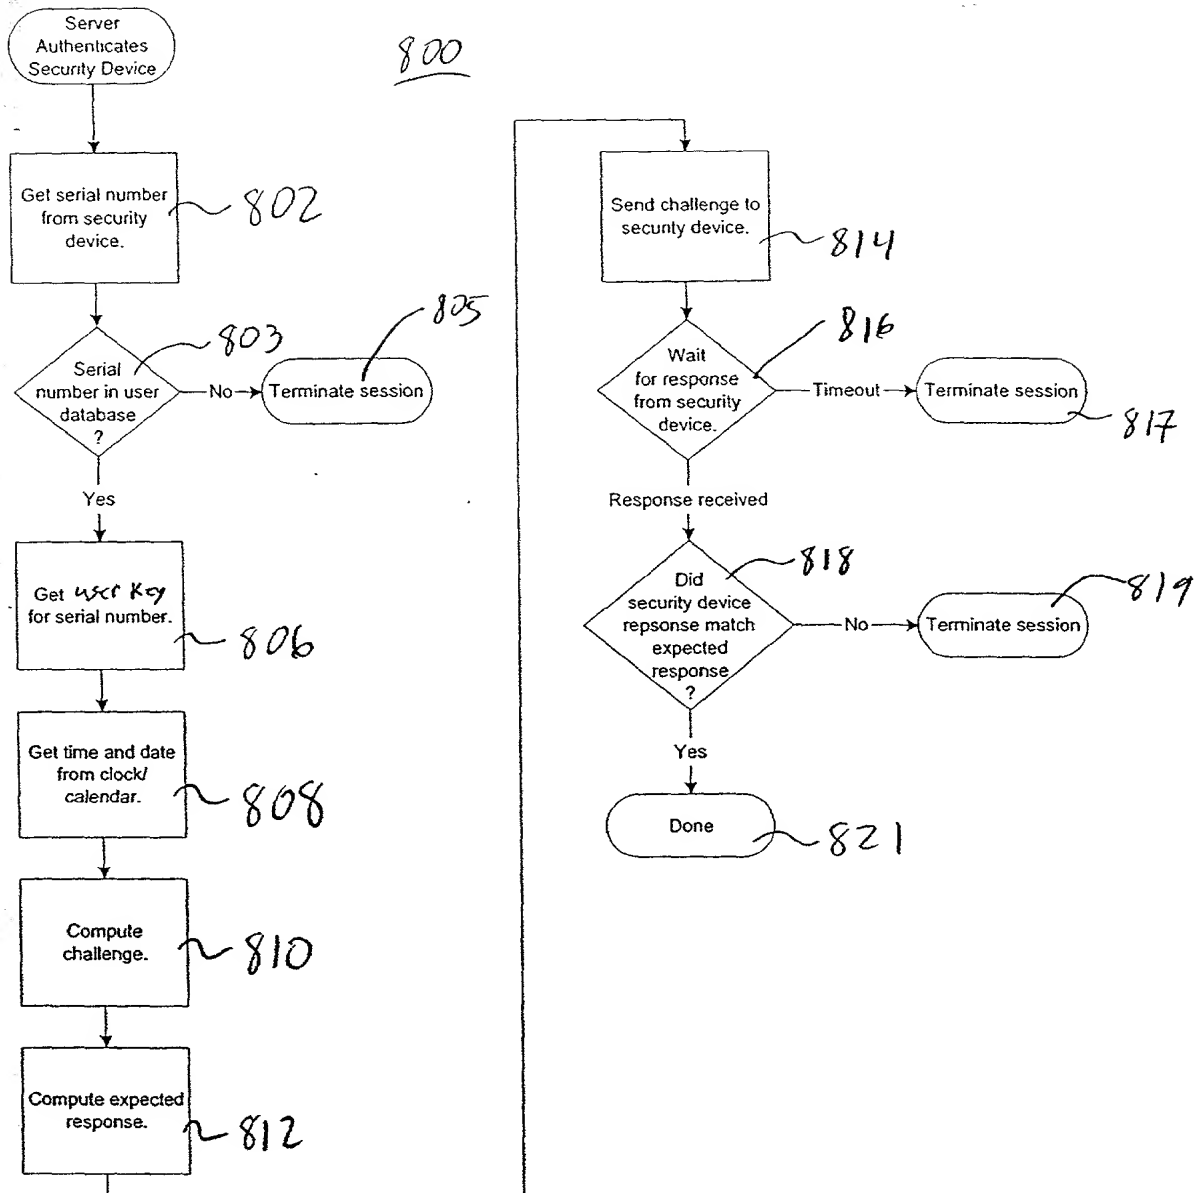 Server
Authenticates
Security Device
800
Get serial number
from security
device.
802
Serial
number in user
database
?
803
No
Terminate session
805
Yes
Get user key
for serial number.
806
Get time and date
from clock/
calendar.
808
Compute
challenge.
810
Compute expected
response.
812
Send challenge to
security device.
814
Wait
for response
from security
device.
816
Timeout
Terminate session
817
Response received
Did
security device
repsonse match
expected
response
?
818
No
Terminate session
819
Yes
Done
821